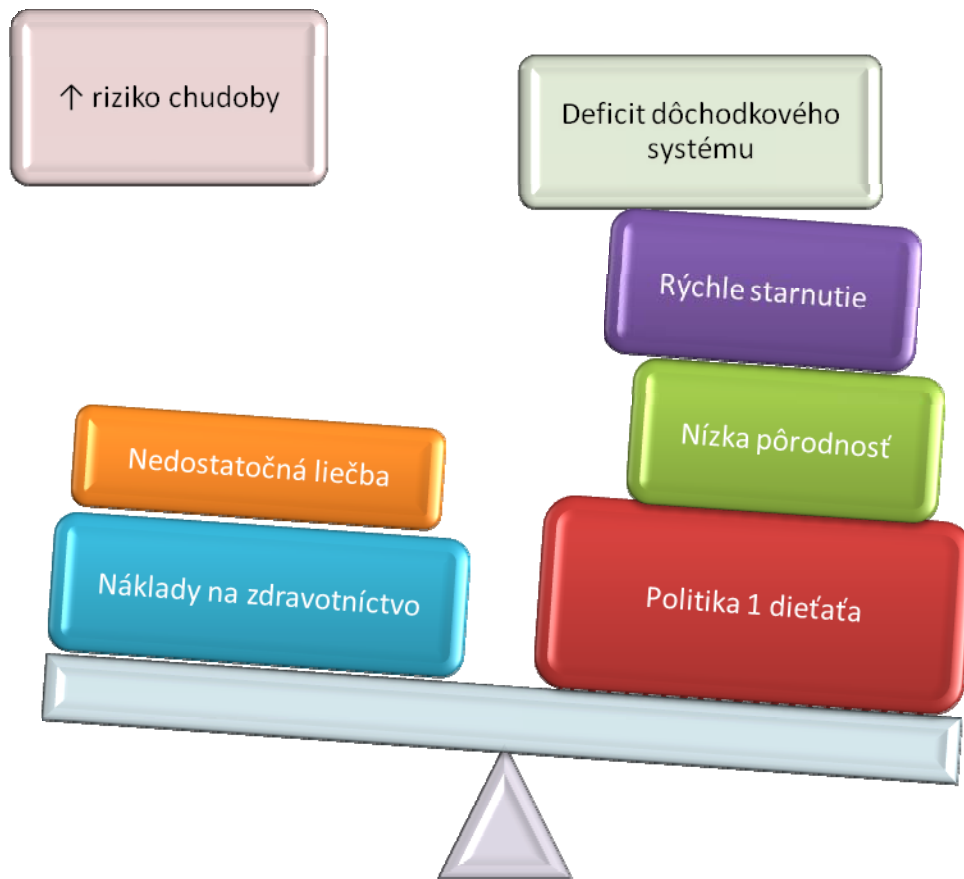 ↑ riziko chudoby
Deficit dôchodkového
systému
Rýchle starnutie
Nízka pôrodnosť
Nedostatočná liečba
Náklady na zdravotníctvo
Politika 1 dieťaťa